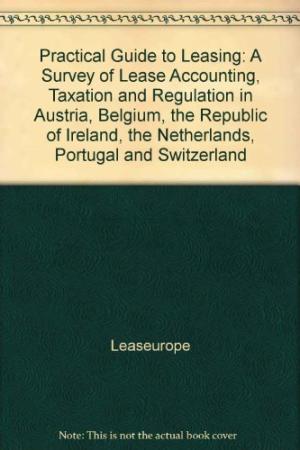 Practical Guide to Leasing: A
Survey of Lease Accounting,
Taxation and Regulation in
Austria, Belgium, the Republic
of Ireland, the Netherlands,
Portugal and Switzerland
Leaseurope
Note: This is not the actual book cover